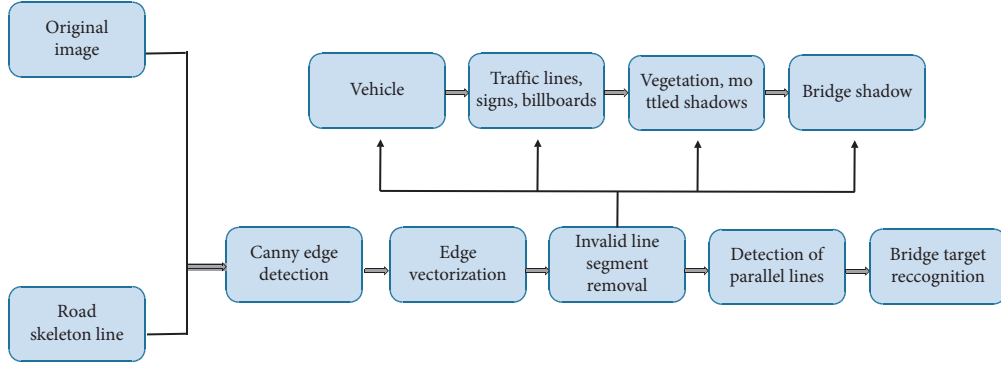 Original
image
Vehicle
Traffic lines,
signs, billboards
Vegetation, mo
ttled shadows
Bridge shadow
Canny edge
detection
Edge
vectorization
Invalid line
segment
removal
Detection of
parallel lines
Bridge target
reccognition
Road
skeleton line